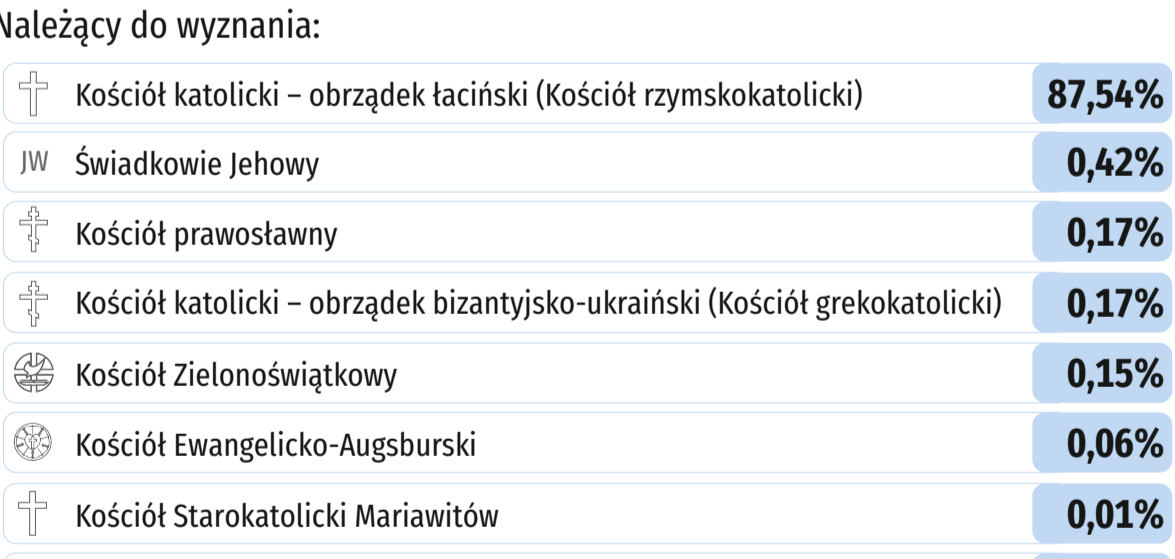 Należący do wyznania:
Kościół katolicki – obrządek łaciński (Kościół rzymskokatolicki) 87,54%
JW Świadkowie Jehowy 0,42%
Kościół prawosławny 0,17%
Kościół katolicki – obrządek bizantyjsko-ukraiński (Kościół grekokatolicki) 0,17%
Kościół Zielonoświątkowy 0,15%
Kościół Ewangelicko-Augsburski 0,06%
Kościół Starokatolicki Mariawitów 0,01%